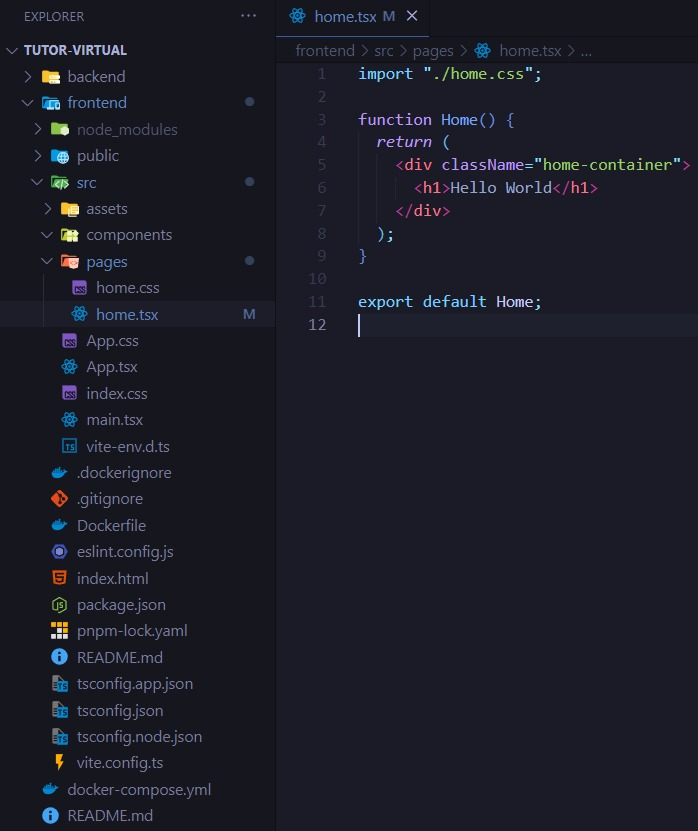 EXPLORER
TUTOR-VIRTUAL
backend
frontend
node_modules
public
src
assets
components
pages
home.css
home.tsx M
App.css
App.tsx
index.css
main.tsx
vite-env.d.ts
.dockerignore
.gitignore
Dockerfile
eslint.config.js
index.html
package.json
pnpm-lock.yaml
README.md
tsconfig.app.json
tsconfig.json
tsconfig.node.json
vite.config.ts
docker-compose.yml
README.md
home.tsx M
frontend > src > pages > home.tsx > ...
1 import "./home.css";
2
3 function Home() {
4 return (
5 <div className="home-container">
6 <h1>Hello World</h1>
7 </div>
8 );
9 }
10
11 export default Home;
12